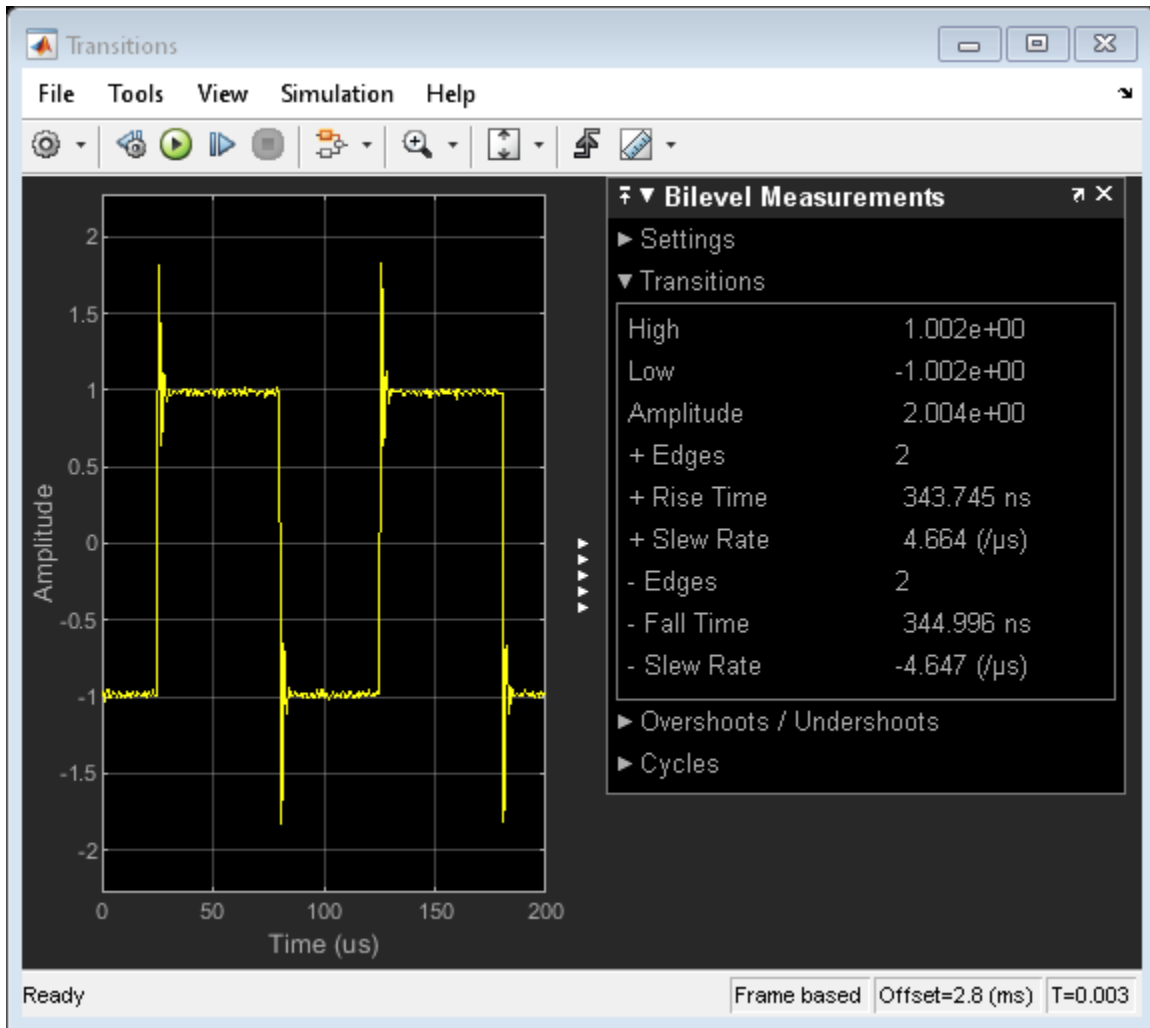 Transitions
File Tools View Simulation Help
Bilevel Measurements
Settings
Transitions
High 1.002e+00
Low -1.002e+00
Amplitude 2.004e+00
+ Edges 2
+ Rise Time 343.745 ns
+ Slew Rate 4.664 (/µs)
- Edges 2
- Fall Time 344.996 ns
- Slew Rate -4.647 (/µs)
Overshoots / Undershoots
Cycles
2
1.5
1
0.5
0
-0.5
-1
-1.5
-2
Amplitude
0 50 100 150 200
Time (us)
Ready Frame based Offset=2.8 (ms) T=0.003